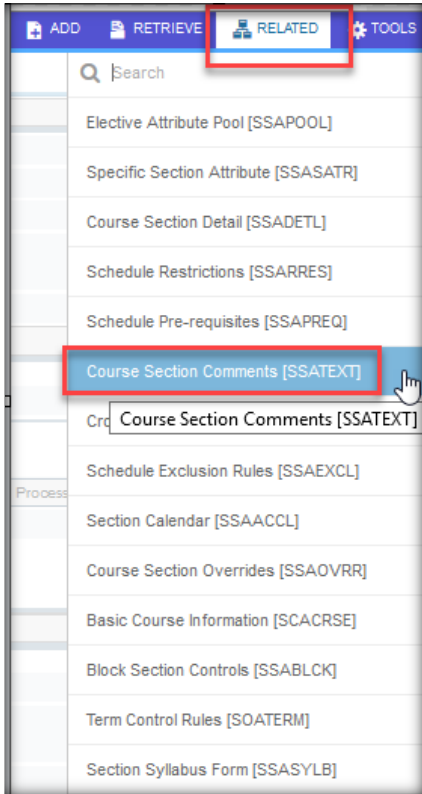 ADD RETRIEVE RELATED TOOLS
Search
Elective Attribute Pool [SSAPOOL]
Specific Section Attribute [SSASATR]
Course Section Detail [SSADETL]
Schedule Restrictions [SSARRES]
Schedule Pre-requisites [SSAPREQ]
Course Section Comments [SSATEXT]
Cro Course Section Comments [SSATEXT]
Schedule Exclusion Rules [SSAEXCL]
Process
Section Calendar [SSAACCL]
Course Section Overrides [SSAOVRR]
Basic Course Information [SCACRSE]
Block Section Controls [SSABLCK]
Term Control Rules [SOATERM]
Section Syllabus Form [SSASYLB]